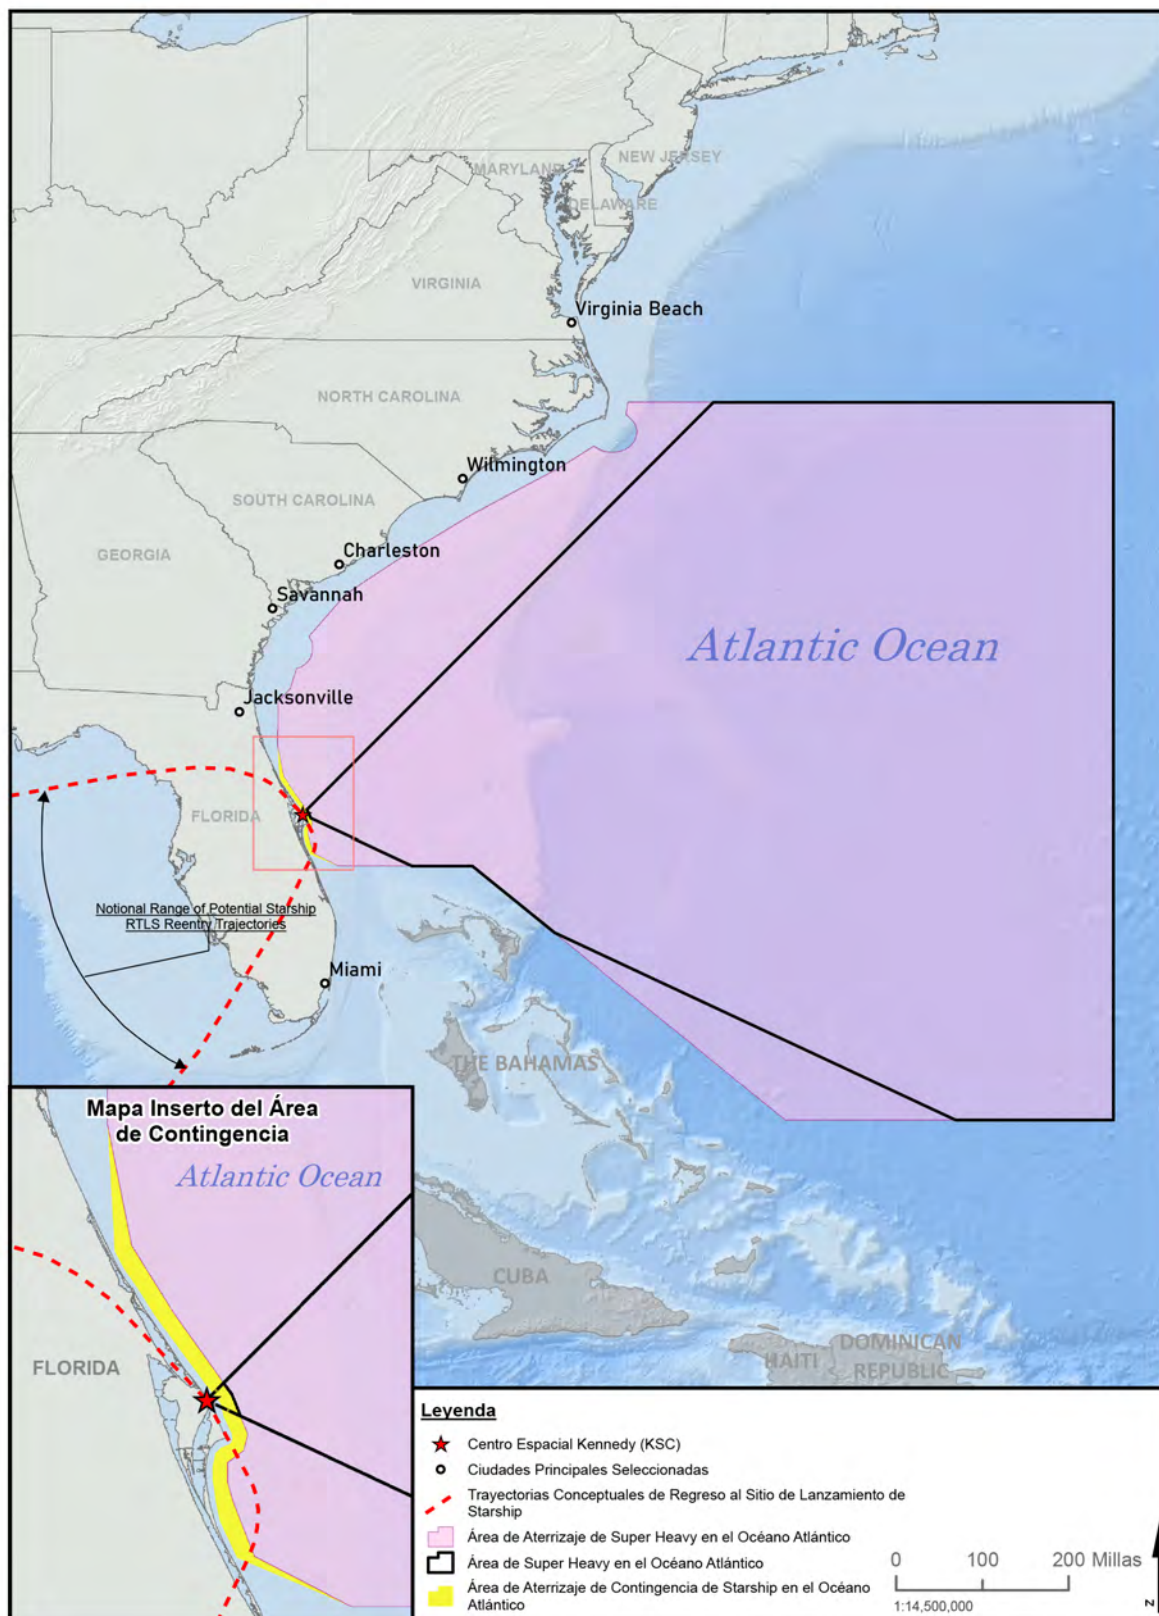 MARYLAND
NEW JERSEY
DELAWARE
VIRGINIA
Virginia Beach
NORTH CAROLINA
Wilmington
SOUTH CAROLINA
GEORGIA
Charleston
Savannah
Atlantic Ocean
Jacksonville
FLORIDA
Notional Range of Potential Starship
RTLS Reentry Trajectories
Miami
THE BAHAMAS
CUBA
HAITI
DOMINICAN
REPUBLIC
Mapa Inserto del Área
de Contingencia
Atlantic Ocean
FLORIDA
Leyenda
Centro Espacial Kennedy (KSC)
Ciudades Principales Seleccionadas
Trayectorias Conceptuales de Regreso al Sitio de Lanzamiento de
Starship
Área de Aterrizaje de Super Heavy en el Océano Atlántico
Área de Super Heavy en el Océano Atlántico
Área de Aterrizaje de Contingencia de Starship en el Océano
Atlántico
0 100 200 Millas
1:14,500,000
N